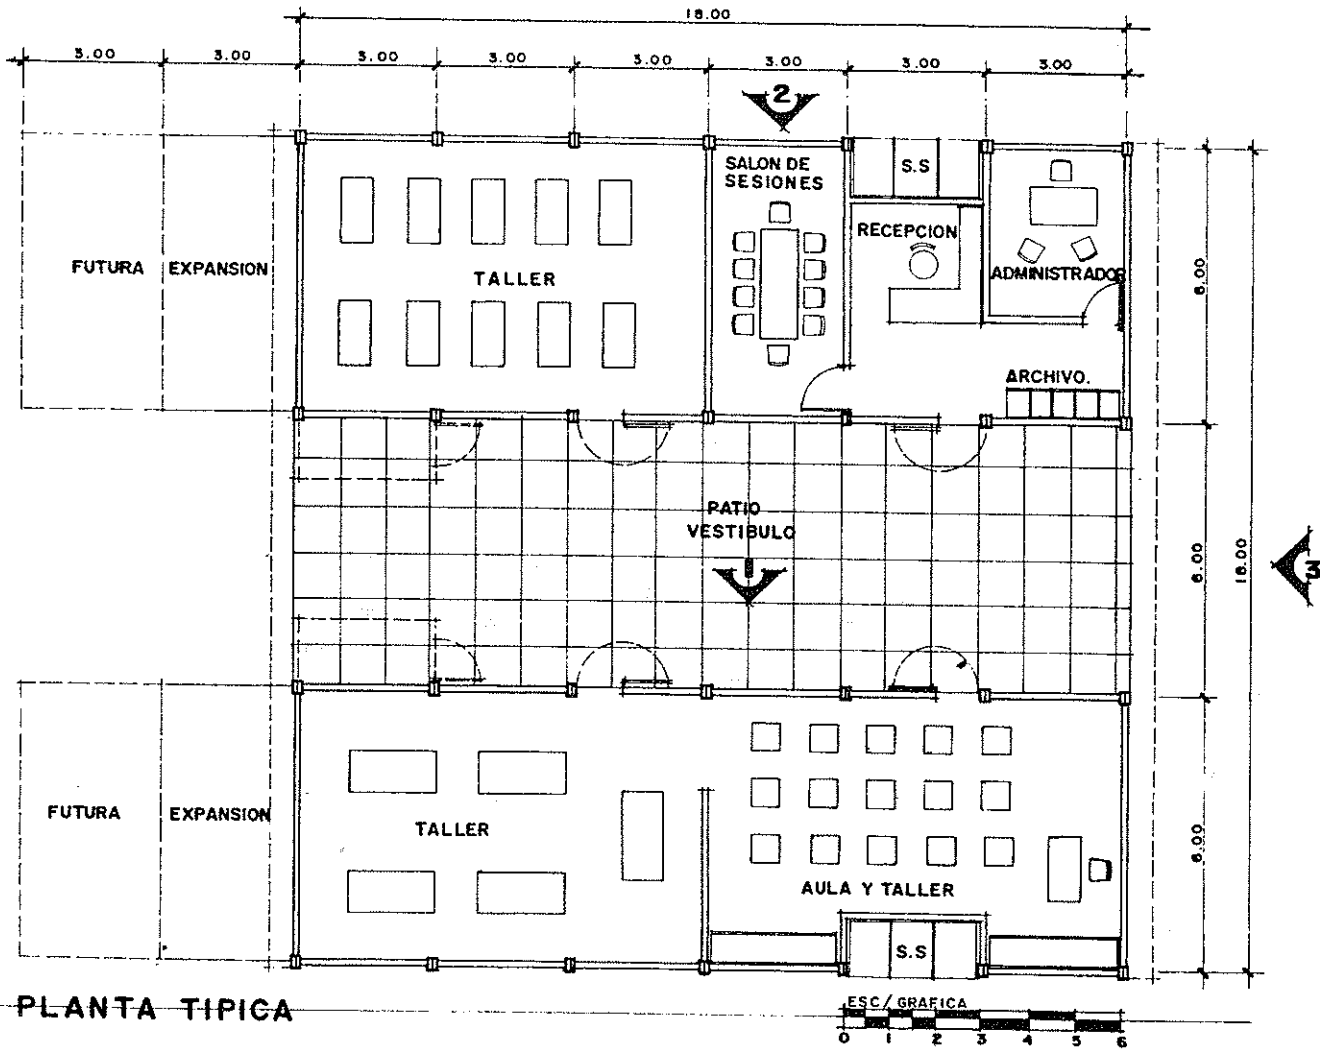 18.00
3.00 3.00 3.00 3.00 3.00 3.00 3.00 3.00
2
SALON DE
SESIONES
S.S
RECEPCION
FUTURA EXPANSION
TALLER
ADMINISTRADOR
6.00
ARCHIVO.
PATIO
VESTIBULO
1
6.00
18.00
3
FUTURA EXPANSION
TALLER
6.00
AULA Y TALLER
S.S
PLANTA TIPICA
ESC/GRAFICA
0 1 2 3 4 5 6